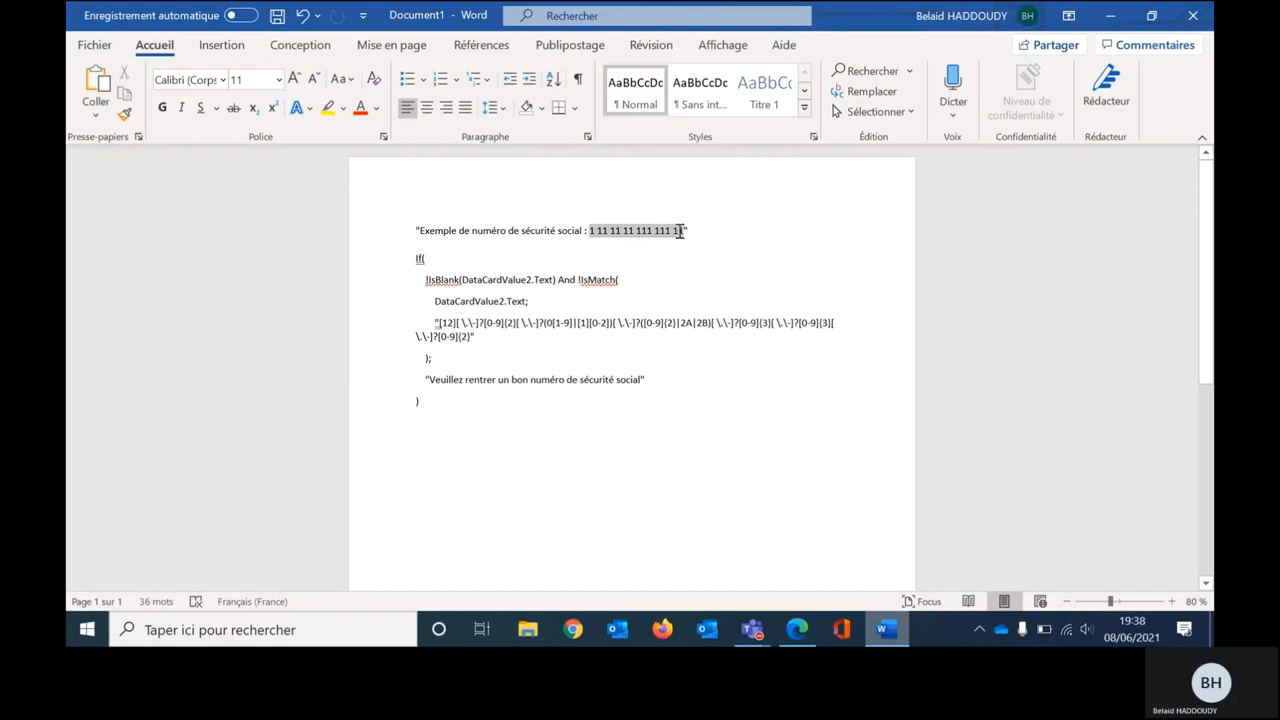 Enregistrement automatique
Document1 - Word
Rechercher
Belaid HADDOUDY
BH
Fichier
Accueil
Insertion
Conception
Mise en page
Références
Publipostage
Révision
Affichage
Aide
Partager
Commentaires
Coller
Calibri (Corps
11
A A Aa A
G I S ab x₂ x² A A
AaBbCcDc AaBbCcDc AaBbCc
¶ Normal ¶ Sans int... Titre 1
Rechercher
Remplacer
Sélectionner
Dicter
Niveau de
confidentialité
Rédacteur
Presse-papiers
Police
Paragraphe
Styles
Édition
Voix
Confidentialité
Rédacteur
"Exemple de numéro de sécurité social : 1 11 11 11 111 111 11"
If(
!IsBlank(DataCardValue2.Text) And !IsMatch(
DataCardValue2.Text;
"[12][ \.\-]?[0-9]{2}[ \.\-]?(0[1-9]|[1][0-2])[ \.\-]?([0-9]{2}|2A|2B)[ \.\-]?[0-9]{3}[ \.\-]?[0-9]{3}[
\.\-]?[0-9]{2}"
);
"Veuillez rentrer un bon numéro de sécurité social"
)
Page 1 sur 1
36 mots
Français (France)
Focus
80 %
Taper ici pour rechercher
19:38
08/06/2021
BH
Belaid HADDOUDY